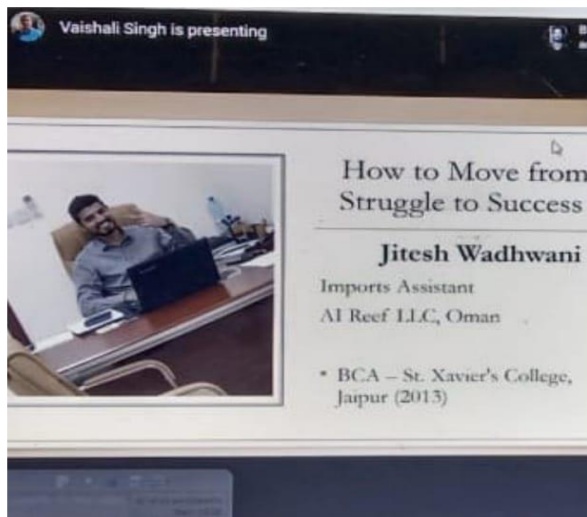 Vaishali Singh is presenting
How to Move from
Struggle to Success
Jitesh Wadhwani
Imports Assistant
Al Reef LLC, Oman
* BCA – St. Xavier's College,
Jaipur (2013)